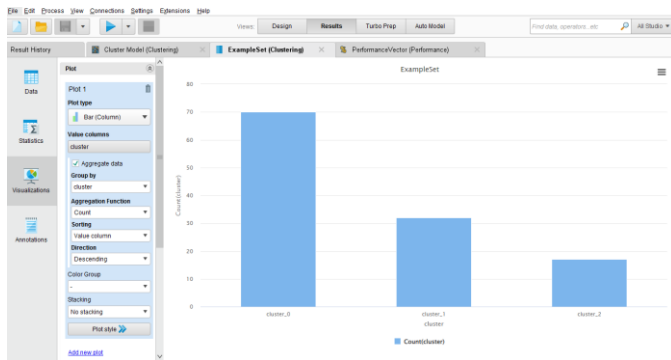 File Edit Process View Connections Settings Extensions Help
Views: Design Results Turbo Prep Auto Model
Find data, operators...etc All Studio
Result History
Cluster Model (Clustering)
ExampleSet (Clustering)
PerformanceVector (Performance)
Data
Statistics
Visualizations
Annotations
Plot
Plot 1
Plot type
Bar (Column)
Value columns
cluster
Aggregate data
Group by
cluster
Aggregation Function
Count
Sorting
Value column
Direction
Descending
Color Group
-
Stacking
No stacking
Plot style
Add new plot
ExampleSet
80
70
60
50
40
30
20
10
0
Count(cluster)
cluster_0 cluster_1 cluster_2
cluster
Count(cluster)